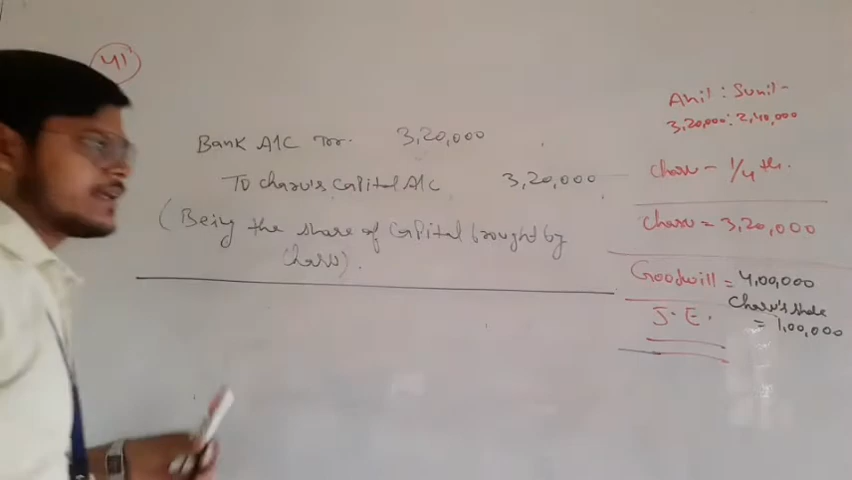 41
Bank A/C Dr. 3,20,000
To charu's Capital A/C 3,20,000
(Being the share of Capital brought by
charu).
Anil : Sunil -
3,20,000 : 2,40,000
charu - 1/4 th.
charu = 3,20,000
Goodwill = 4,00,000
Charu's share
= 1,00,000
J. E.